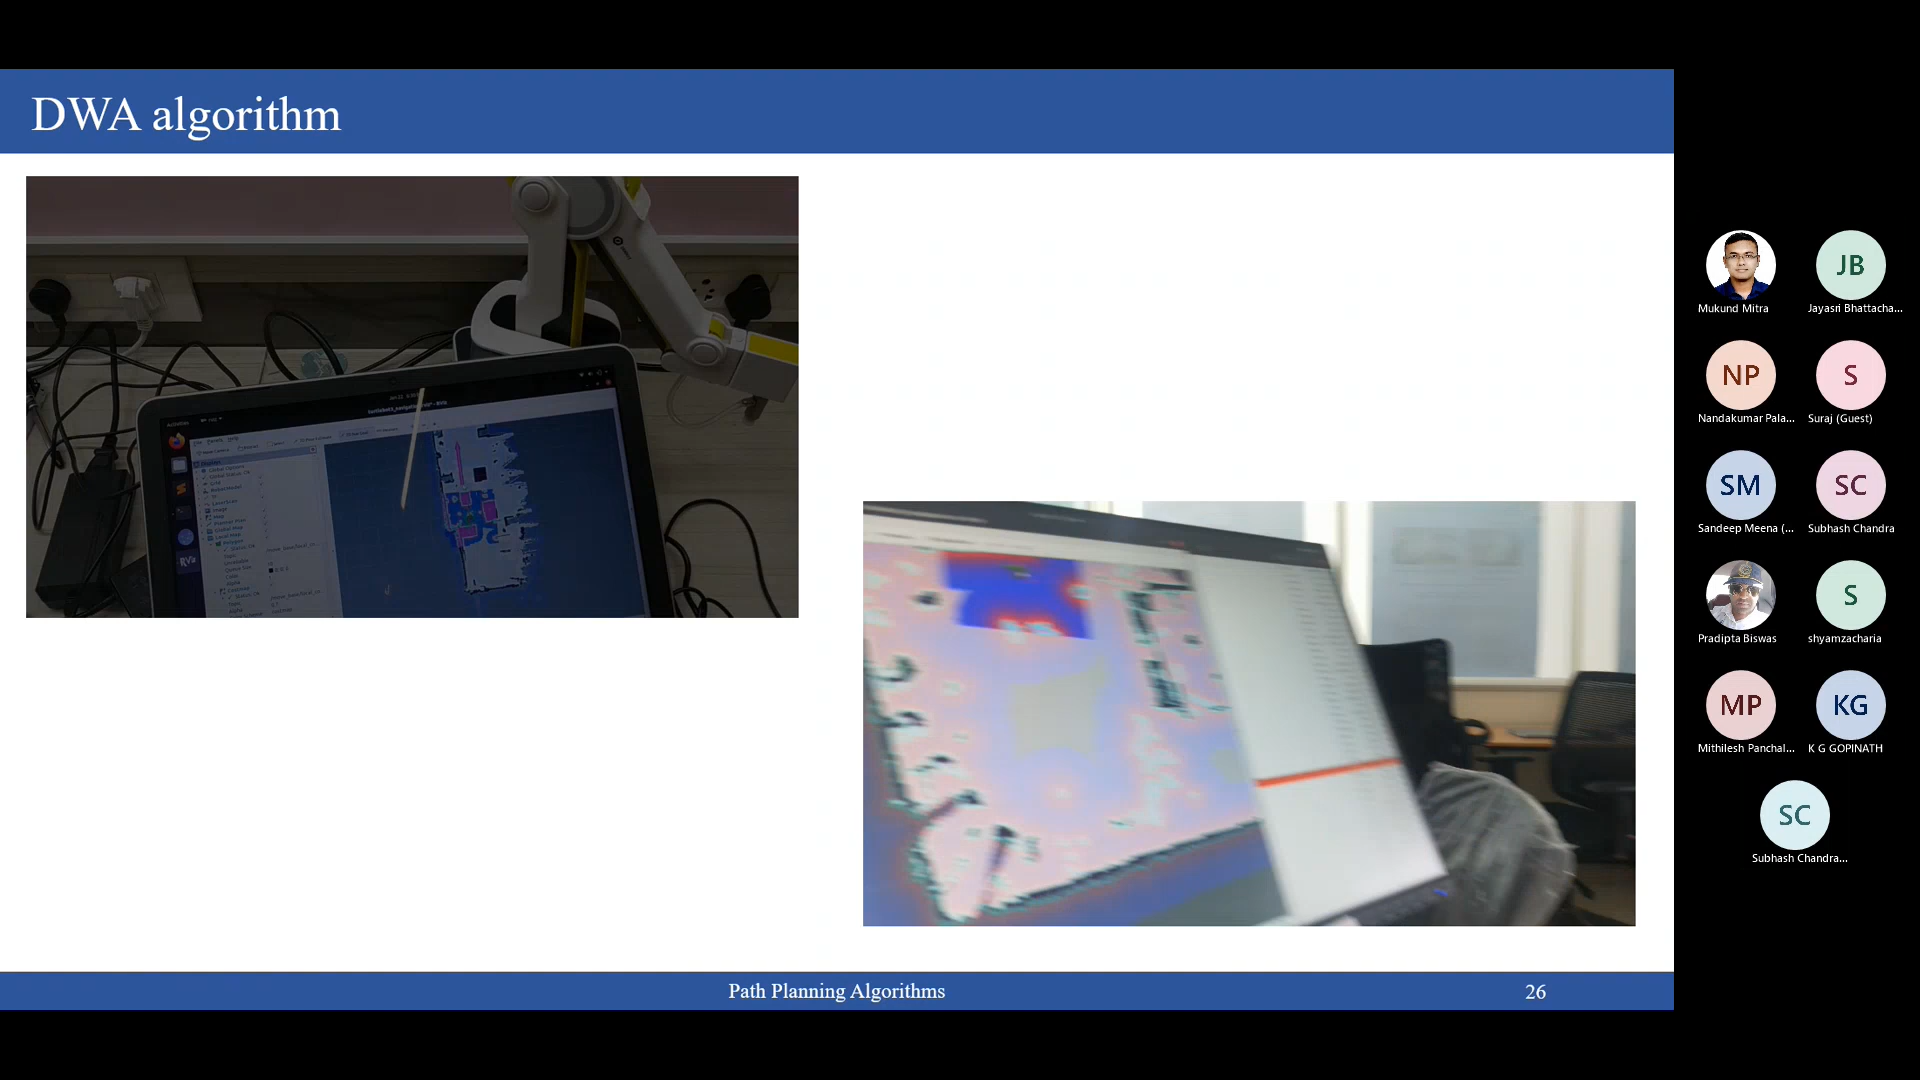 DWA algorithm
Path Planning Algorithms
26
Mukund Mitra
JB
Jayasri Bhattacha...
NP
Nandakumar Pala...
S
Suraj (Guest)
SM
Sandeep Meena (...
SC
Subhash Chandra
Pradipta Biswas
S
shyamzacharia
MP
Mithilesh Panchal...
KG
K G GOPINATH
SC
Subhash Chandra...